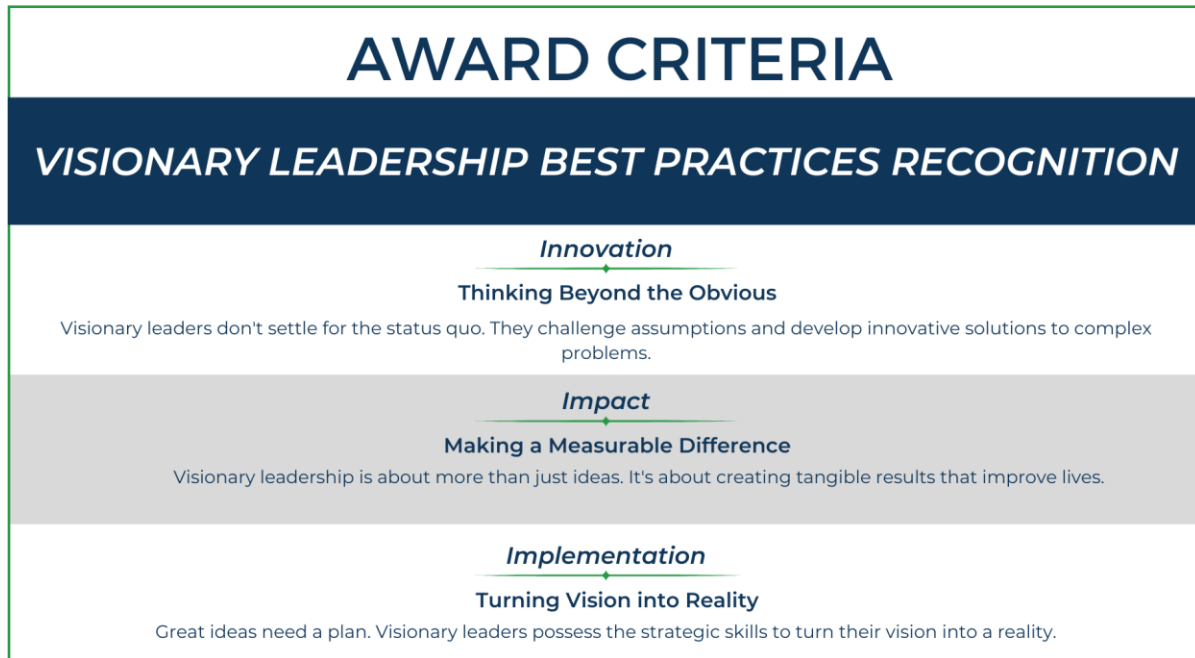 AWARD CRITERIA
VISIONARY LEADERSHIP BEST PRACTICES RECOGNITION
Innovation
Thinking Beyond the Obvious
Visionary leaders don't settle for the status quo. They challenge assumptions and develop innovative solutions to complex
problems.
Impact
Making a Measurable Difference
Visionary leadership is about more than just ideas. It's about creating tangible results that improve lives.
Implementation
Turning Vision into Reality
Great ideas need a plan. Visionary leaders possess the strategic skills to turn their vision into a reality.